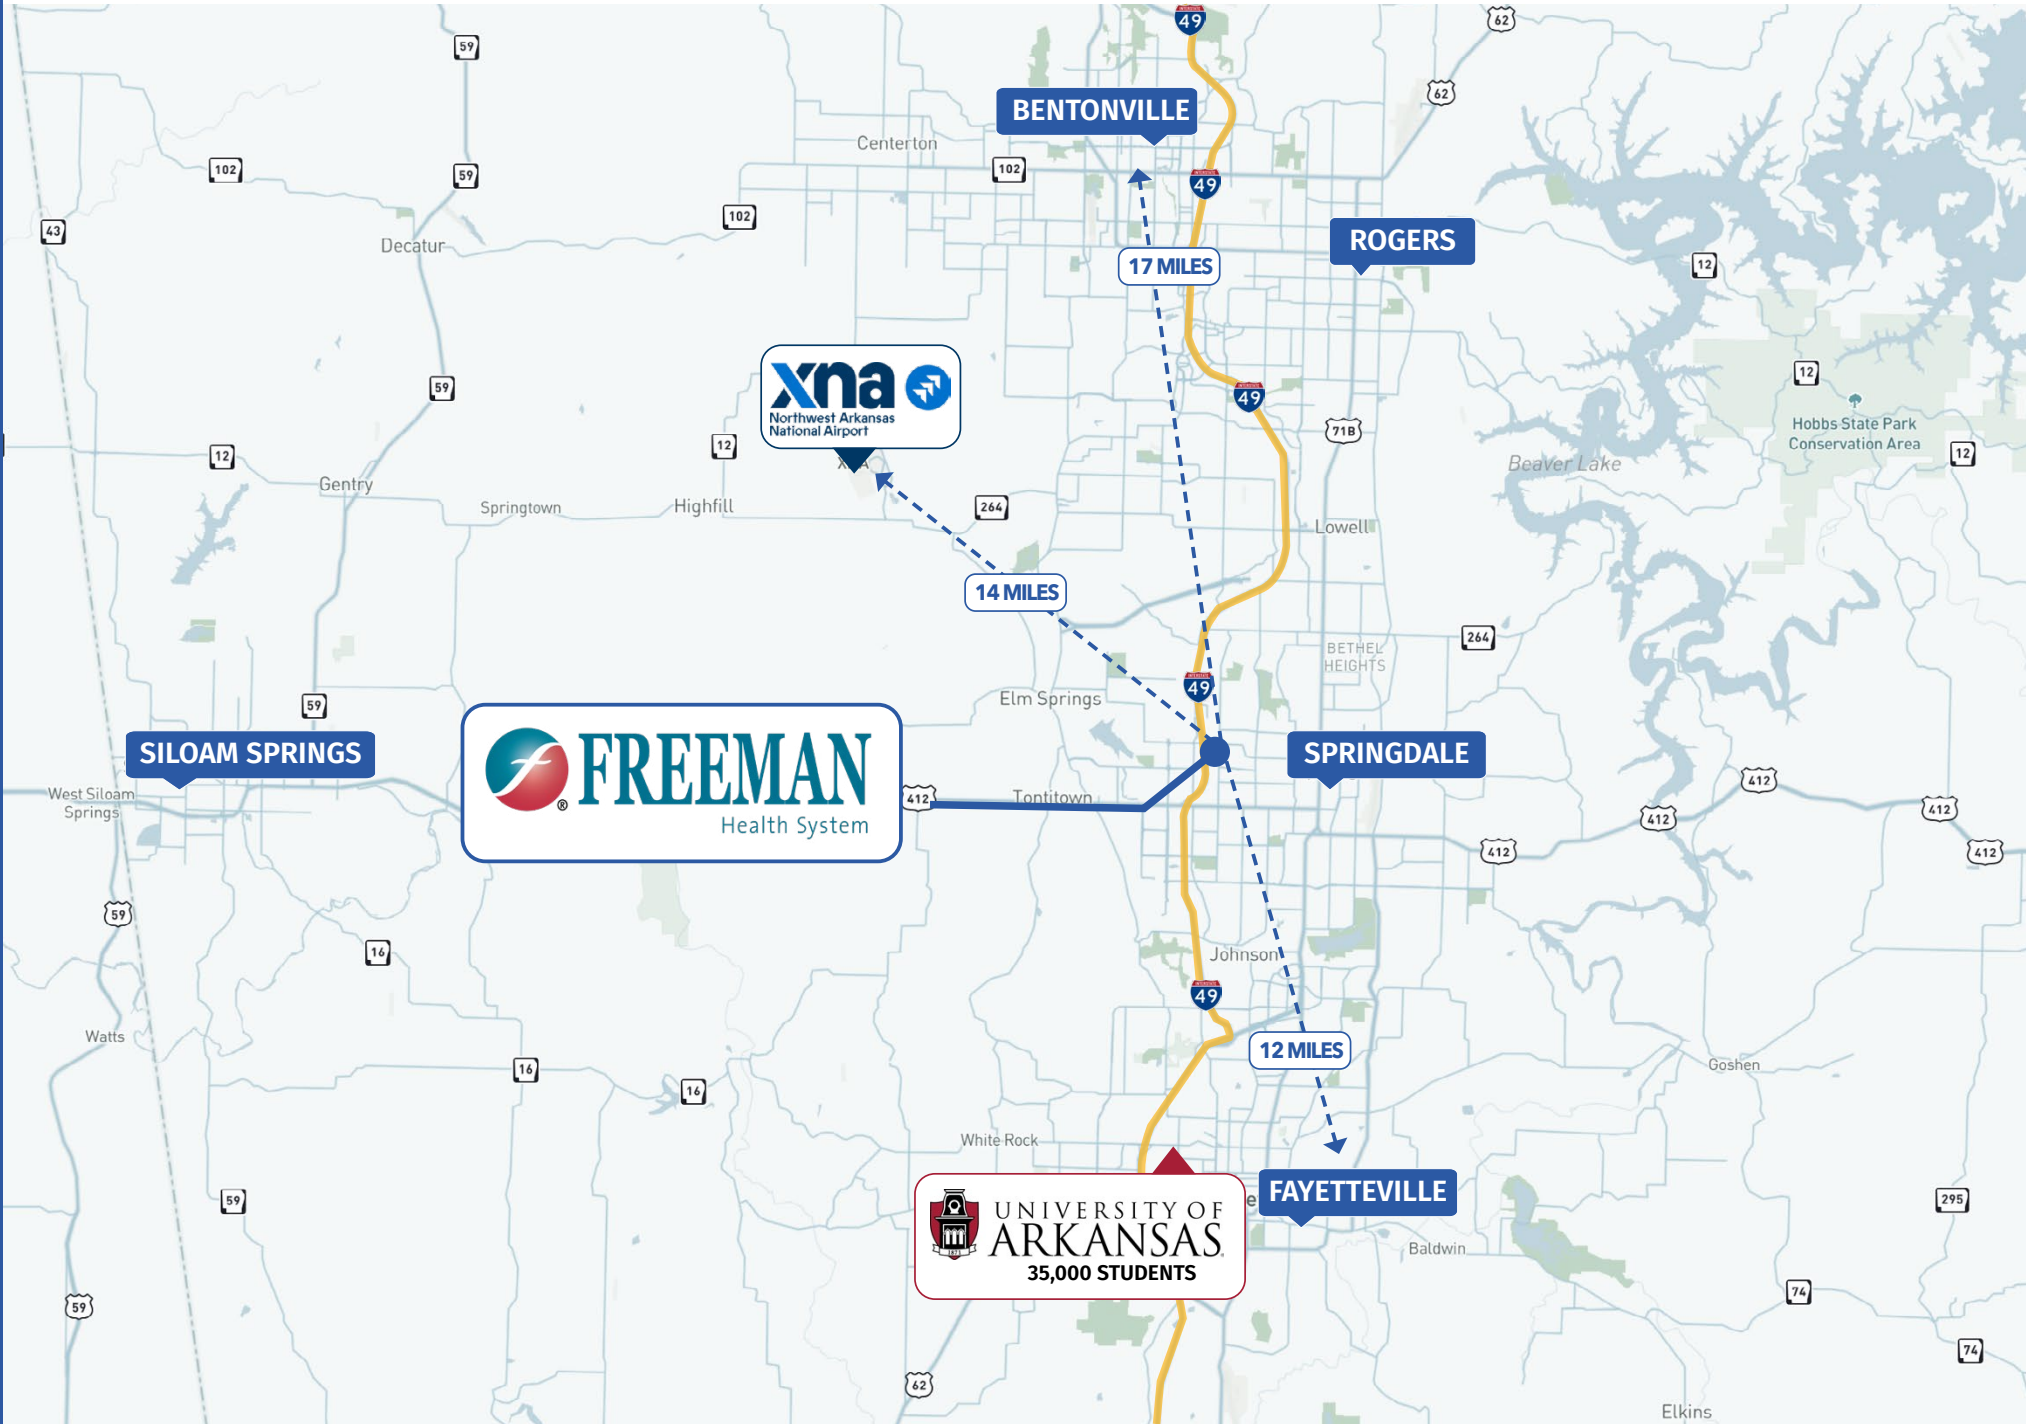 49
62
59
62
BENTONVILLE
Centerton
102
59
102
49
102
43
Decatur
ROGERS
17 MILES
12
xna
Northwest Arkansas
National Airport
59
49
12
Hobbs State Park
Conservation Area
71B
12
12
12
Beaver Lake
Gentry
Springtown
Highfill
264
Lowell
14 MILES
264
BETHEL
HEIGHTS
49
Elm Springs
59
SILOAM SPRINGS
FREEMAN
®
Health System
SPRINGDALE
West Siloam
Springs
412
Tontitown
412
412
412
412
412
59
16
Johnson
49
Watts
12 MILES
Goshen
16
16
White Rock
UNIVERSITY OF
ARKANSAS
1871
35,000 STUDENTS
FAYETTEVILLE
59
295
Baldwin
59
74
74
62
Elkins